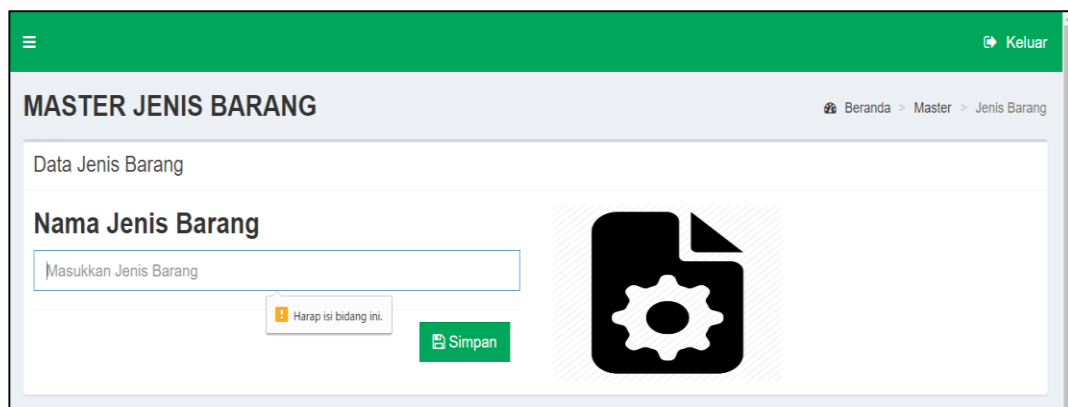 Keluar
MASTER JENIS BARANG
Beranda > Master > Jenis Barang
Data Jenis Barang
Nama Jenis Barang
Masukkan Jenis Barang
Harap isi bidang ini.
Simpan